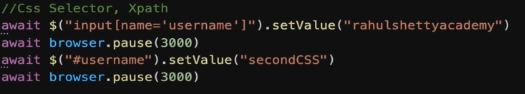 //Css Selector, Xpath
await $("input[name='username']").setValue("rahulshettyacademy")
await browser.pause(3000)
await $("#username").setValue("secondCSS")
await browser.pause(3000)